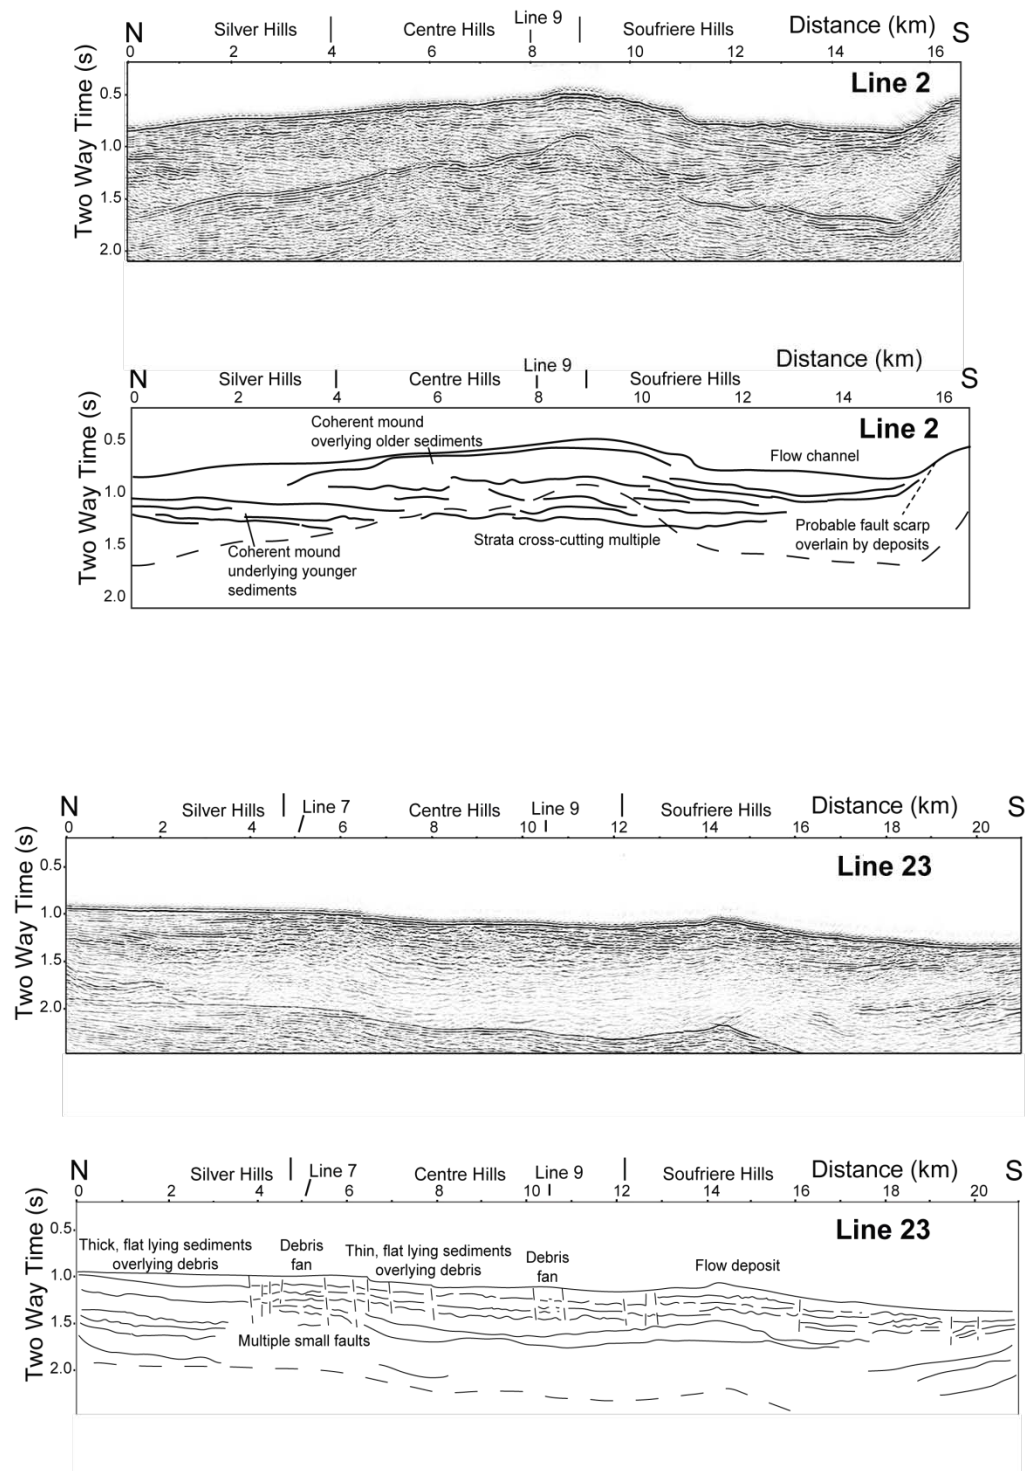 N Silver Hills Centre Hills Line 9 Soufriere Hills Distance (km) S
0 2 4 6 8 10 12 14 16
Two Way Time (s)
0.5
1.0
1.5
2.0
Line 2
N Silver Hills Centre Hills Line 9 Soufriere Hills Distance (km) S
0 2 4 6 8 10 12 14 16
Two Way Time (s)
0.5
1.0
1.5
2.0
Line 2
Coherent mound
overlying older sediments
Flow channel
Coherent mound
underlying younger
sediments
Strata cross-cutting multiple
Probable fault scarp
overlain by deposits
N Silver Hills Line 7 Centre Hills Line 9 Soufriere Hills Distance (km) S
0 2 4 6 8 10 12 14 16 18 20
Two Way Time (s)
0.5
1.0
1.5
2.0
Line 23
N Silver Hills Line 7 Centre Hills Line 9 Soufriere Hills Distance (km) S
0 2 4 6 8 10 12 14 16 20
Two Way Time (s)
0.5
1.0
1.5
2.0
Line 23
Thick, flat lying sediments
overlying debris
Debris
fan
Thin, flat lying sediments
overlying debris
Debris
fan
Flow deposit
Multiple small faults